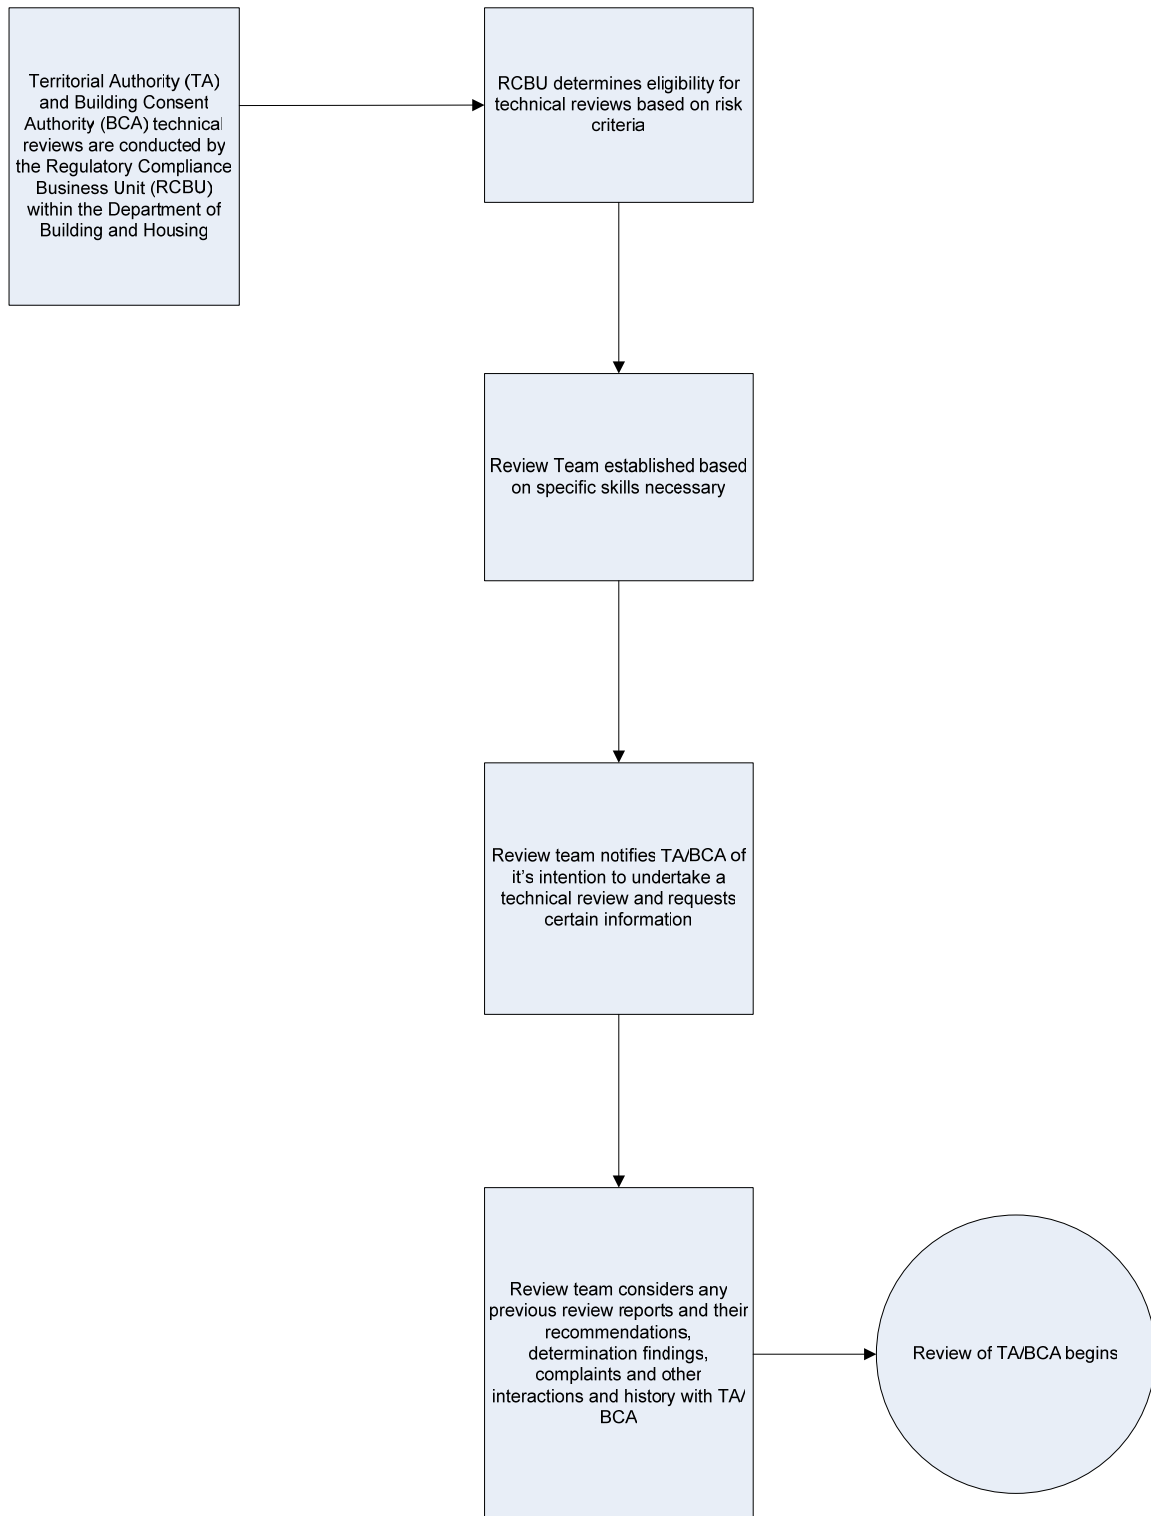 Territorial Authority (TA)
and Building Consent
Authority (BCA) technical
reviews are conducted by
the Regulatory Compliance
Business Unit (RCBU)
within the Department of
Building and Housing
RCBU determines eligibility for
technical reviews based on risk
criteria
Review Team established based
on specific skills necessary
Review team notifies TA/BCA of
it's intention to undertake a
technical review and requests
certain information
Review team considers any
previous review reports and their
recommendations,
determination findings,
complaints and other
interactions and history with TA/
BCA
Review of TA/BCA begins